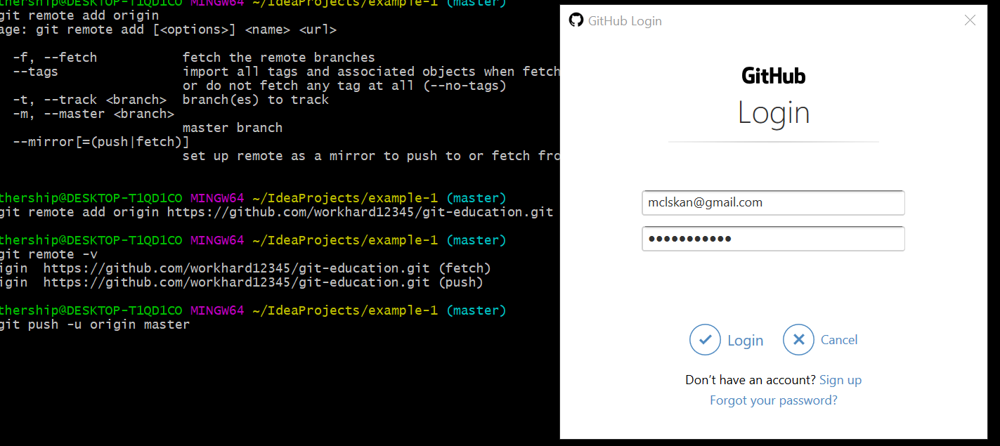 thership@DESKTOP-T1QD1CO MINGW64 ~/IdeaProjects/example-1 (master)
git remote add origin
age: git remote add [<options>] <name> <url>
-f, --fetch fetch the remote branches
--tags import all tags and associated objects when fetch
or do not fetch any tag at all (--no-tags)
-t, --track <branch> branch(es) to track
-m, --master <branch>
master branch
--mirror[=(push|fetch)]
set up remote as a mirror to push to or fetch fro
thership@DESKTOP-T1QD1CO MINGW64 ~/IdeaProjects/example-1 (master)
git remote add origin https://github.com/workhard12345/git-education.git
thership@DESKTOP-T1QD1CO MINGW64 ~/IdeaProjects/example-1 (master)
git remote -v
igin https://github.com/workhard12345/git-education.git (fetch)
igin https://github.com/workhard12345/git-education.git (push)
thership@DESKTOP-T1QD1CO MINGW64 ~/IdeaProjects/example-1 (master)
git push -u origin master
GitHub Login
GitHub
Login
mclskan@gmail.com
●●●●●●●●●●●
Login Cancel
Don't have an account? Sign up
Forgot your password?